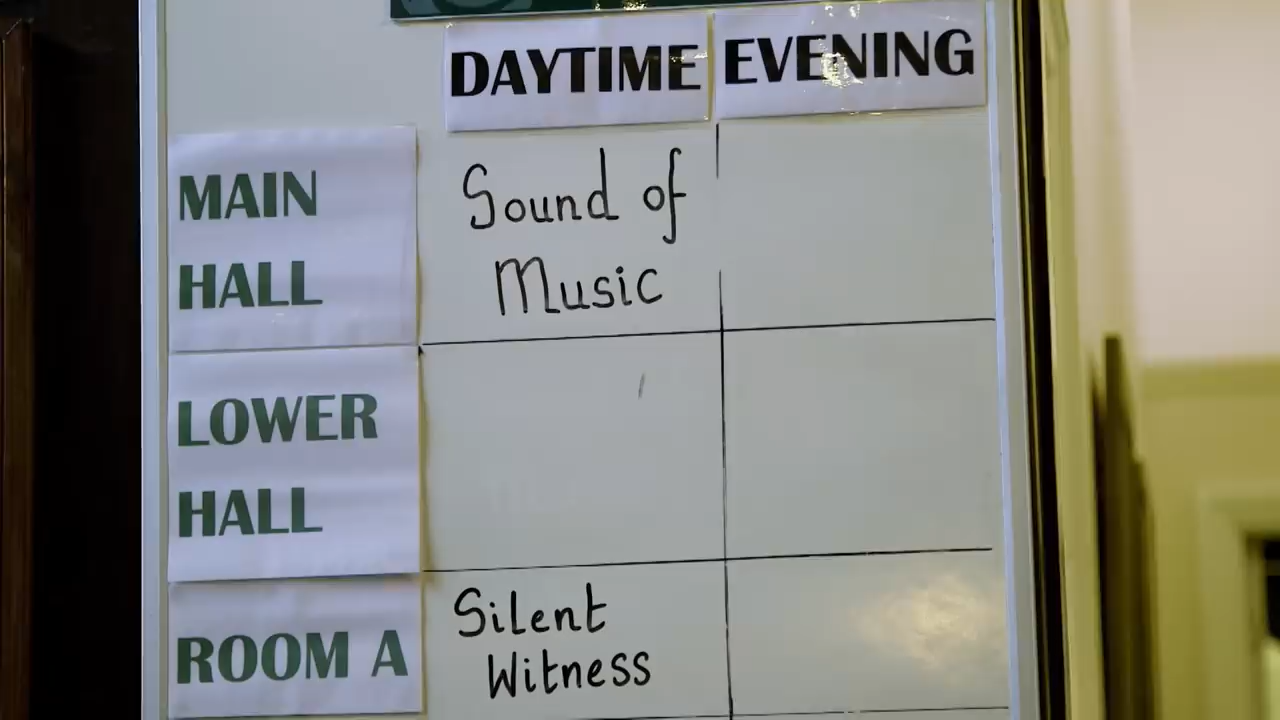 DAYTIME EVENING
MAIN
HALL
Sound of
Music
LOWER
HALL
ROOM A
Silent
Witness